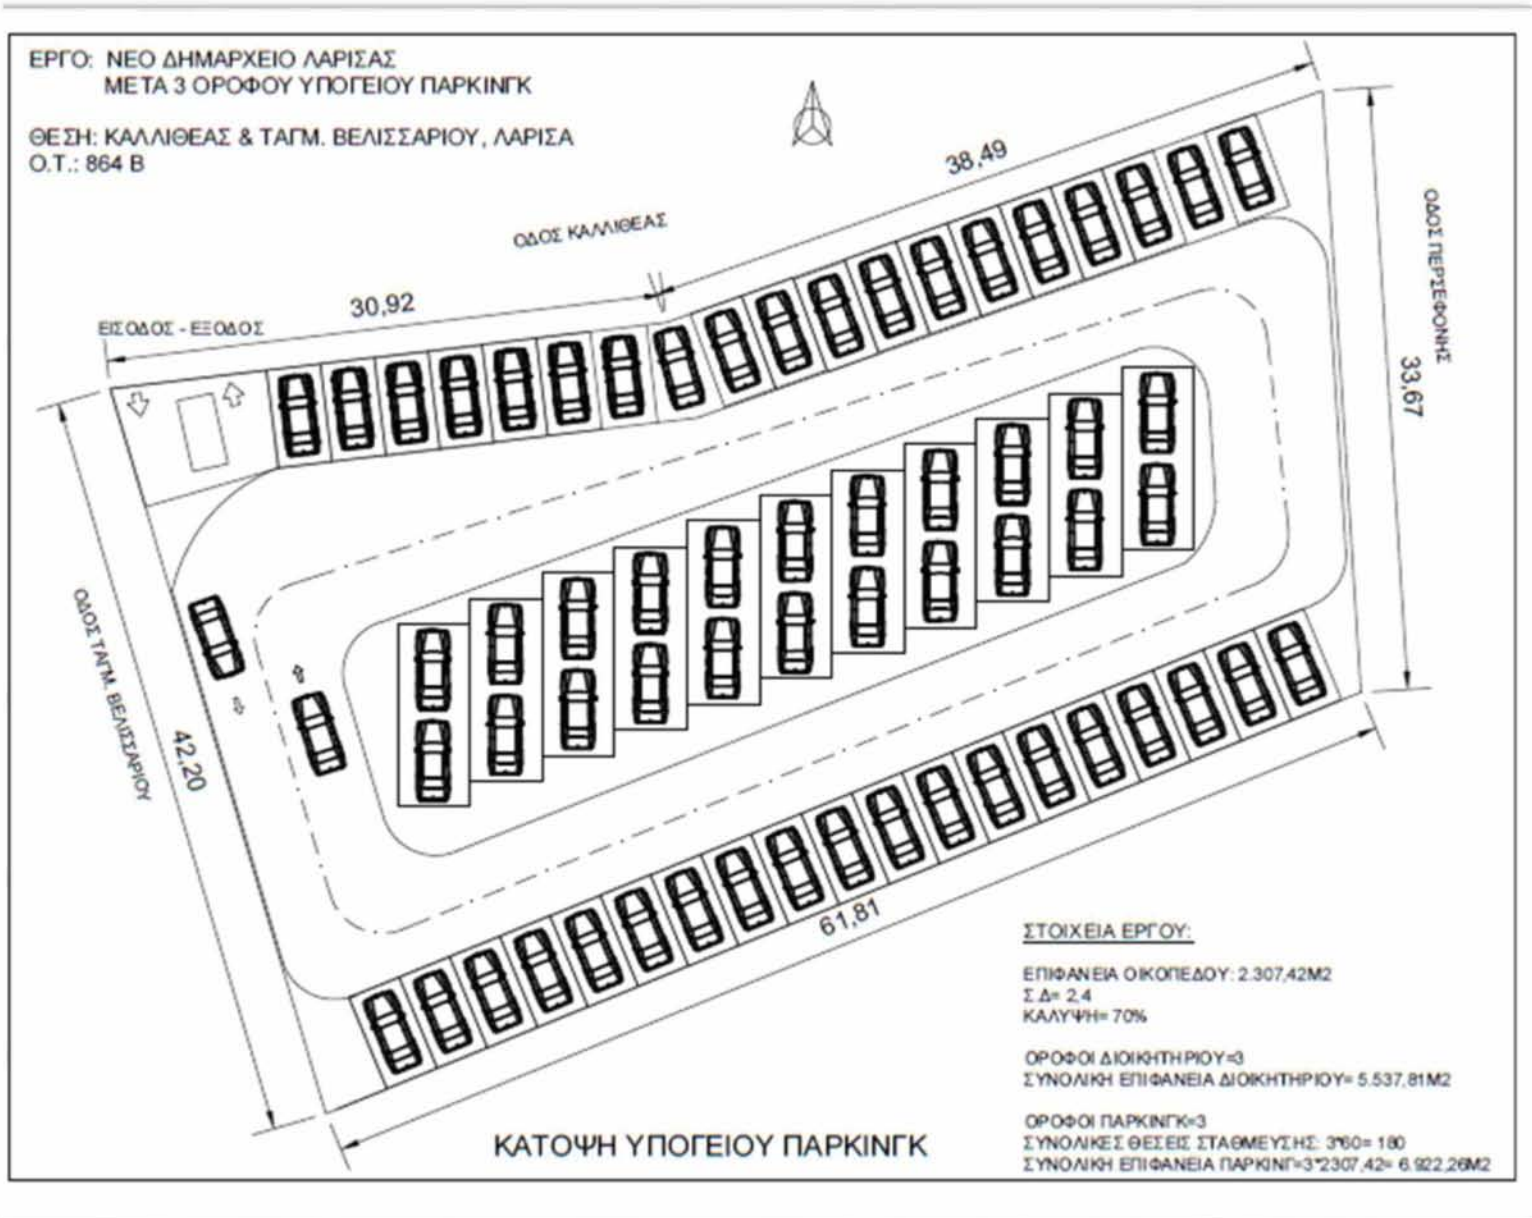 ΕΡΓΟ: ΝΕΟ ΔΗΜΑΡΧΕΙΟ ΛΑΡΙΣΑΣ
ΜΕΤΑ 3 ΟΡΟΦΟΥ ΥΠΟΓΕΙΟΥ ΠΑΡΚΙΝΓΚ
ΘΕΣΗ: ΚΑΛΛΙΘΕΑΣ & ΤΑΓΜ. ΒΕΛΙΣΣΑΡΙΟΥ, ΛΑΡΙΣΑ
Ο.Τ.: 864 Β
38,49
ΟΔΟΣ ΚΑΛΛΙΘΕΑΣ
30,92
ΕΙΣΟΔΟΣ - ΕΞΟΔΟΣ
ΟΔΟΣ ΠΕΡΣΕΦΟΝΗΣ
33,67
ΟΔΟΣ ΤΑΓΜ. ΒΕΛΙΣΣΑΡΙΟΥ
42,20
61,81
ΣΤΟΙΧΕΙΑ ΕΡΓΟΥ:
ΕΠΙΦΑΝΕΙΑ ΟΙΚΟΠΕΔΟΥ: 2.307,42Μ2
Σ.Δ= 2,4
ΚΑΛΥΨΗ= 70%
ΟΡΟΦΟΙ ΔΙΟΙΚΗΤΗΡΙΟΥ=3
ΣΥΝΟΛΙΚΗ ΕΠΙΦΑΝΕΙΑ ΔΙΟΙΚΗΤΗΡΙΟΥ= 5.537,81Μ2
ΟΡΟΦΟΙ ΠΑΡΚΙΝΓΚ=3
ΣΥΝΟΛΙΚΕΣ ΘΕΣΕΙΣ ΣΤΑΘΜΕΥΣΗΣ: 3*60= 180
ΣΥΝΟΛΙΚΗ ΕΠΙΦΑΝΕΙΑ ΠΑΡΚΙΝΓ=3*2307,42= 6.922,26Μ2
ΚΑΤΟΨΗ ΥΠΟΓΕΙΟΥ ΠΑΡΚΙΝΓΚ